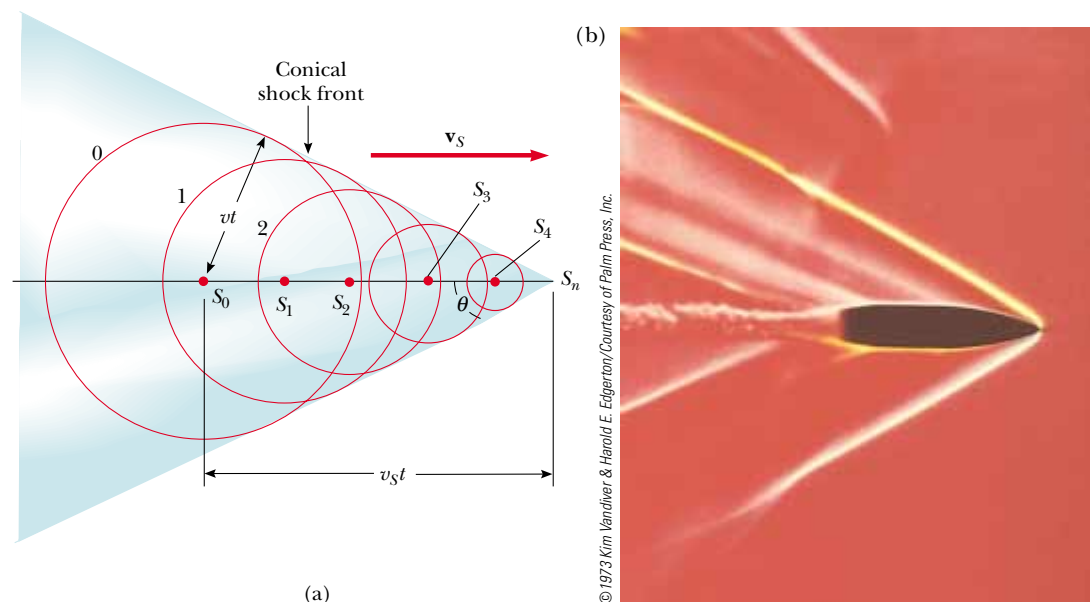 Conical
shock front
v_S
0
1
2
vt
S_3
S_4
S_0
S_1
S_2
θ
S_n
v_S t
(a)
(b)
© 1973 Kim Vandiver & Harold E. Edgerton/Courtesy of Palm Press, Inc.